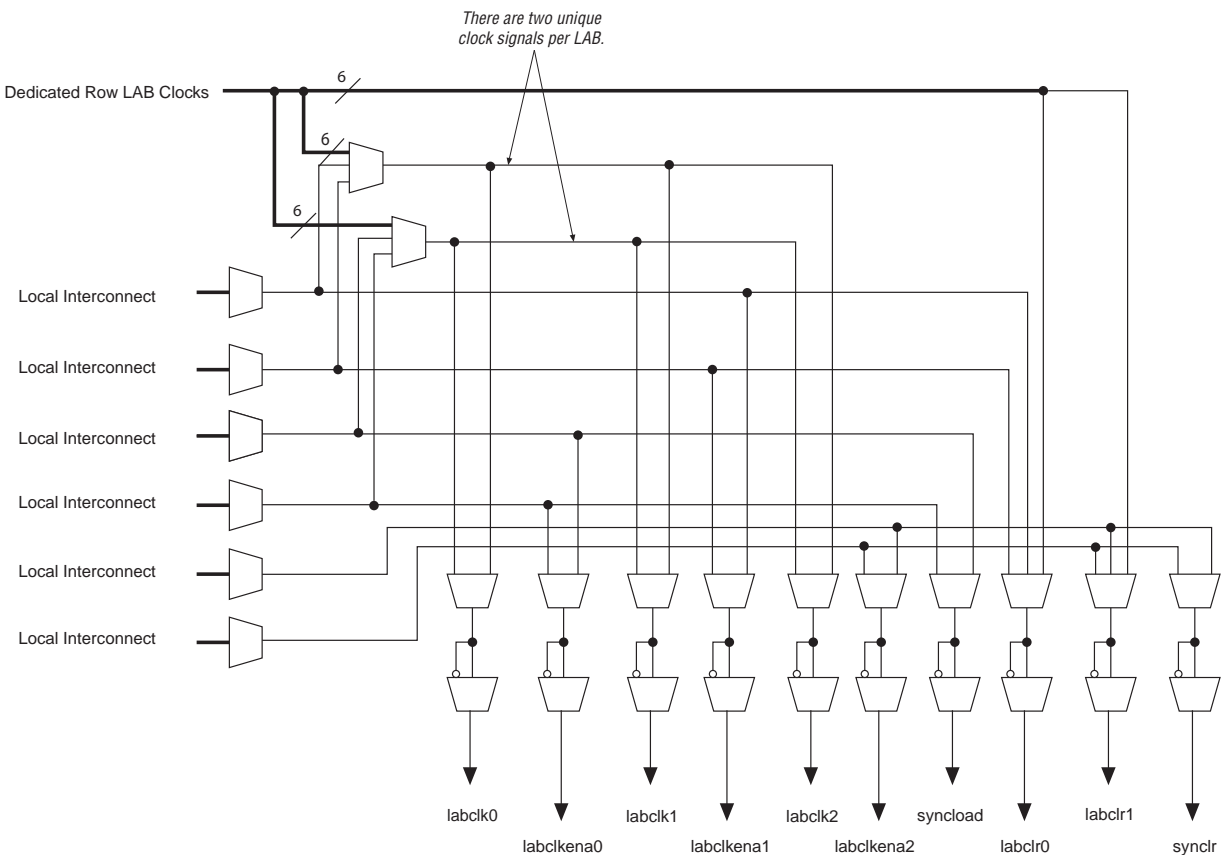 There are two unique
clock signals per LAB.
6
Dedicated Row LAB Clocks
6
6
Local Interconnect
Local Interconnect
Local Interconnect
Local Interconnect
Local Interconnect
Local Interconnect
labclk0
labclk1
labclk2
syncload
labclr1
labclkena0
labclkena1
labclkena2
labclr0
synclr